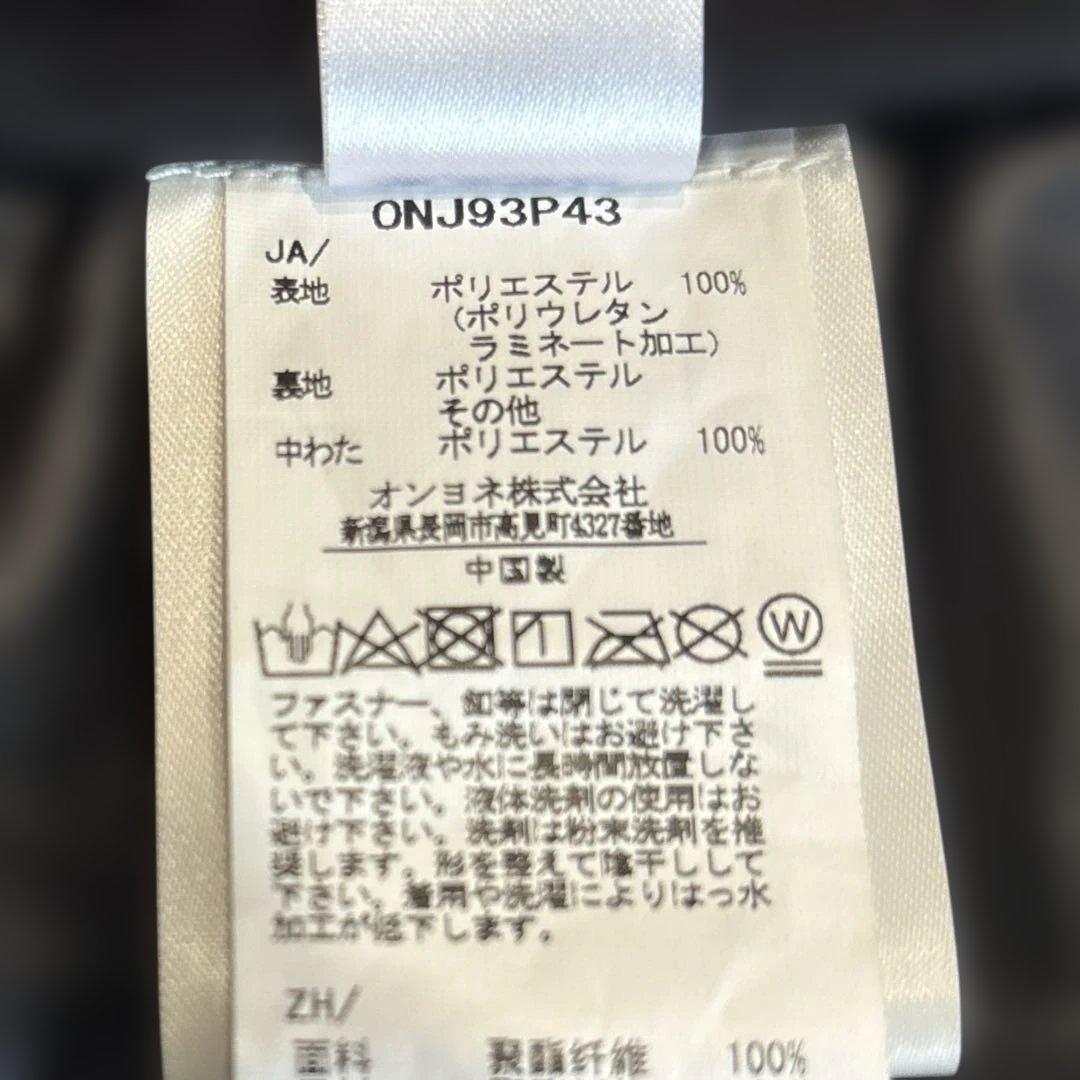 ONJ93P43
JA/
表地 ポリエステル 100%
(ポリウレタン
ラミネート加工)
裏地 ポリエステル
その他
中わた ポリエステル 100%
オンヨネ株式会社
新潟県長岡市高見町4327番地
中国製
W
ファスナー、釦等は閉じて洗濯し
て下さい。もみ洗いはお避け下さ
い。洗濯液や水に長時間放置しな
いで下さい。液体洗剤の使用はお
避け下さい。洗剤は粉末洗剤を推
奨します。形を整えて陰干しして
下さい。着用や洗濯によりはっ水
加工が低下します。
ZH/
面料 聚酯纤维 100%